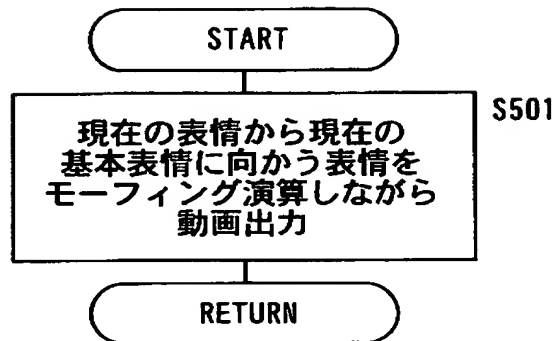 START
S501
現在の表情から現在の
基本表情に向かう表情を
モーフィング演算しながら
動画出力
RETURN